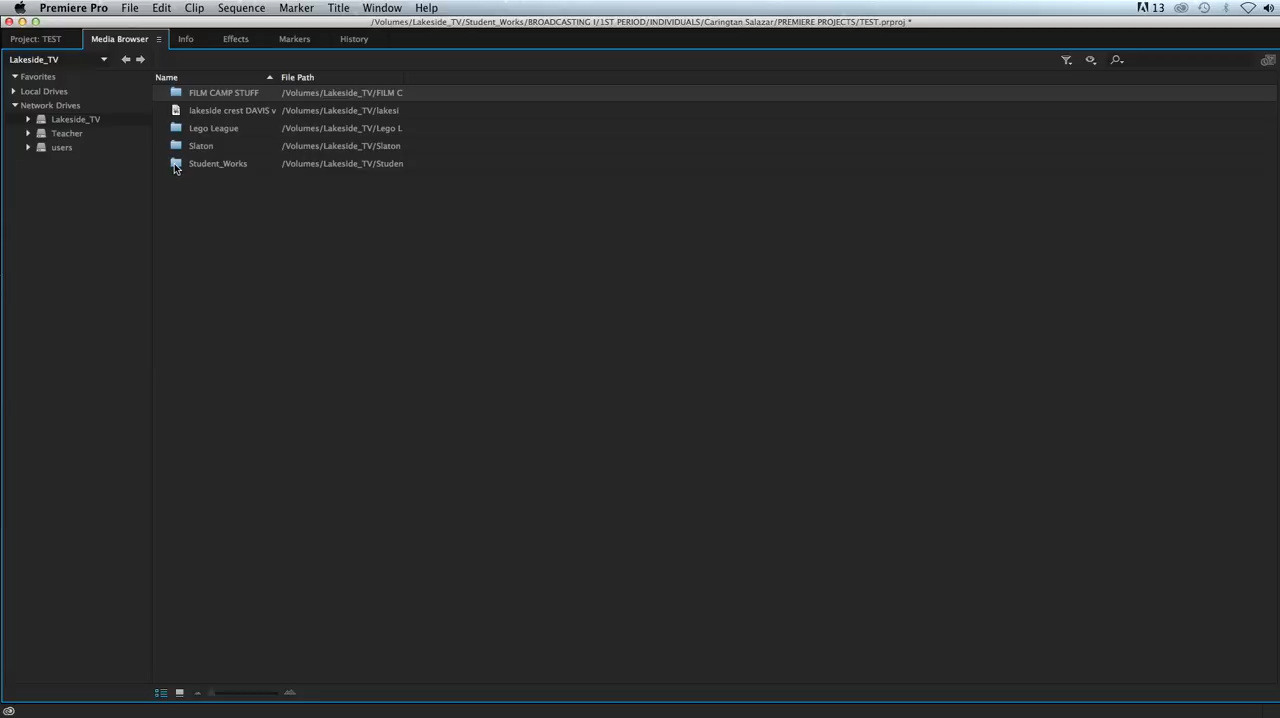 Premiere Pro File Edit Clip Sequence Marker Title Window Help 13
/Volumes/Lakeside_TV/Student_Works/BROADCASTING I/1ST PERIOD/INDIVIDUALS/Caringtan Salazar/PREMIERE PROJECTS/TEST.prproj *
Project: TEST Media Browser Info Effects Markers History
Lakeside_TV
Favorites
Local Drives
Network Drives
Lakeside_TV
Teacher
users
Name File Path
FILM CAMP STUFF /Volumes/Lakeside_TV/FILM C
lakeside crest DAVIS v /Volumes/Lakeside_TV/lakesi
Lego League /Volumes/Lakeside_TV/Lego L
Slaton /Volumes/Lakeside_TV/Slaton
Student_Works /Volumes/Lakeside_TV/Studen